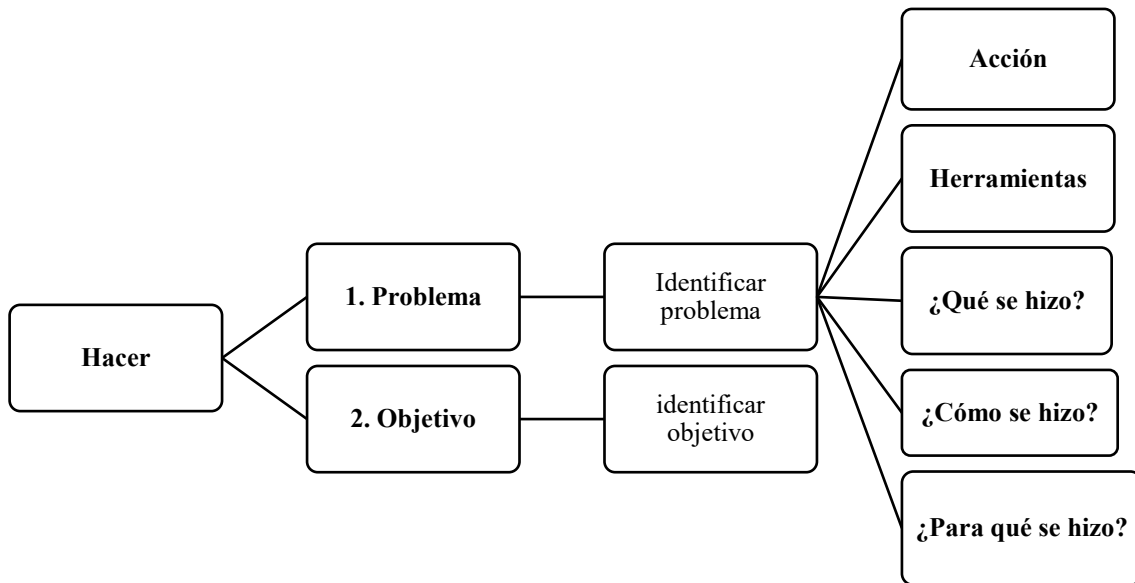 Hacer
1. Problema
2. Objetivo
Identificar
problema
identificar
objetivo
Acción
Herramientas
¿Qué se hizo?
¿Cómo se hizo?
¿Para qué se hizo?